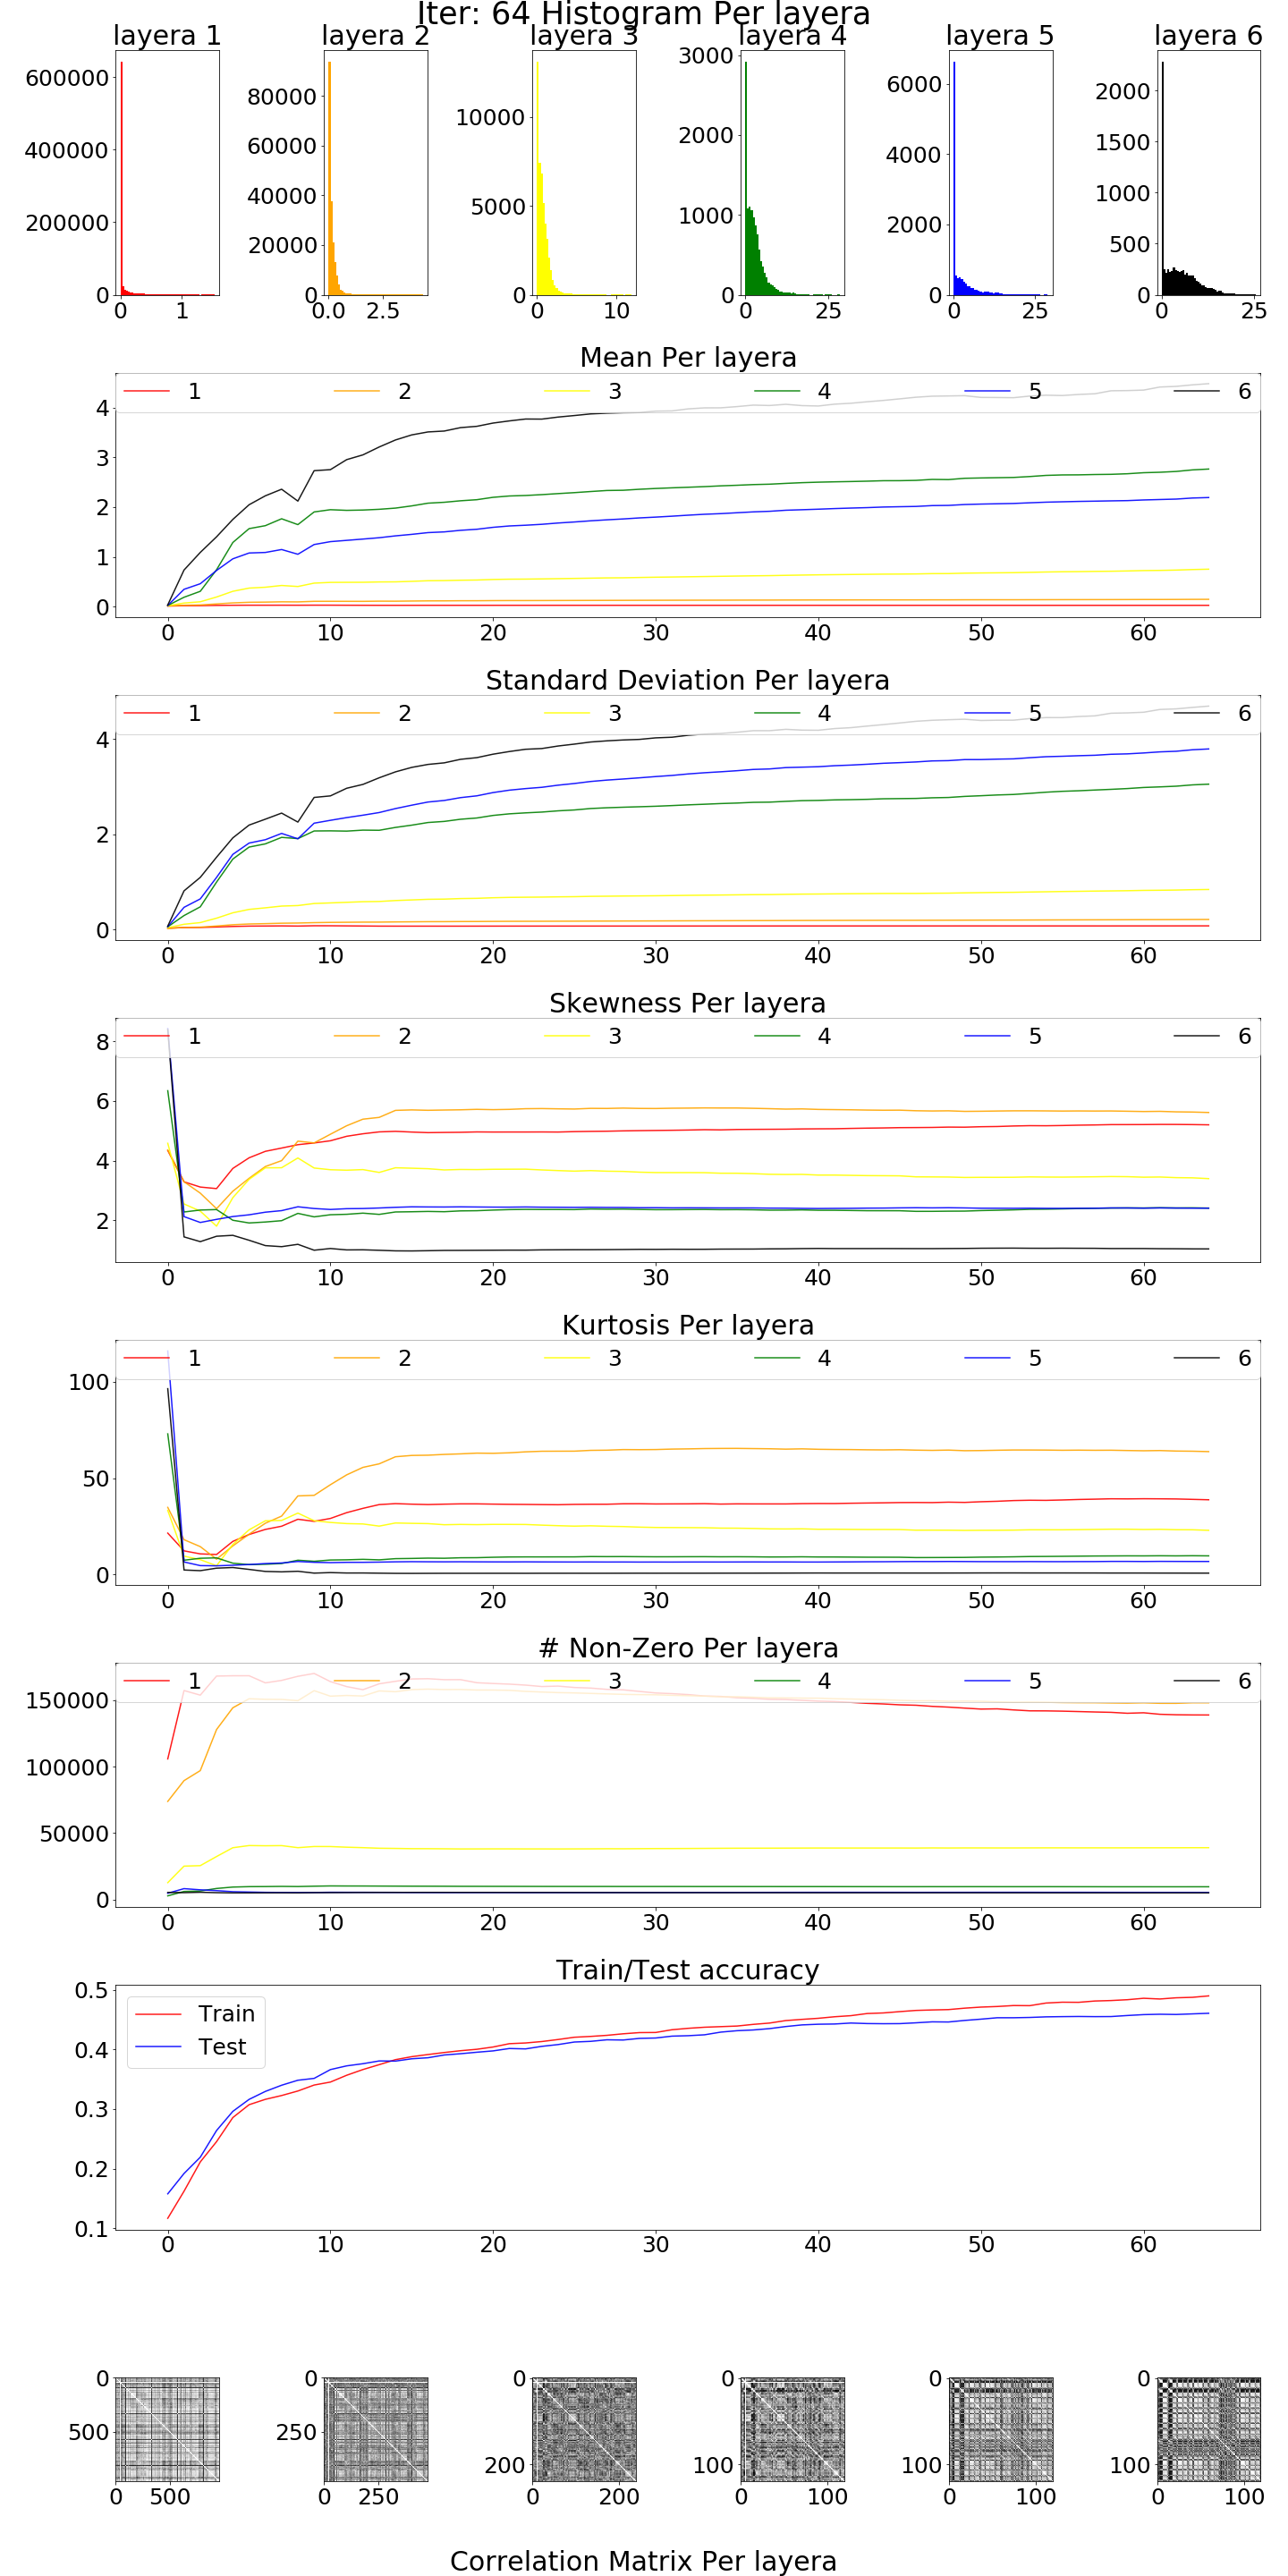 Iter: 64 Histogram Per layera
layera 1 layera 2 layera 3 layera 4 layera 5 layera 6
600000 400000 200000 0
0 1
80000 60000 40000 20000 0
0.0 2.5
10000 5000 0
0 10
3000 2000 1000 0
0 25
6000 4000 2000 0
0 25
2000 1500 1000 500 0
0 25
Mean Per layera
1 2 3 4 5 6
4
3
2
1
0
0 10 20 30 40 50 60
Standard Deviation Per layera
1 2 3 4 5 6
4
2
0
0 10 20 30 40 50 60
Skewness Per layera
1 2 3 4 5 6
8
6
4
2
0 10 20 30 40 50 60
Kurtosis Per layera
1 2 3 4 5 6
100
50
0
0 10 20 30 40 50 60
# Non-Zero Per layera
1 2 3 4 5 6
150000
100000
50000
0
0 10 20 30 40 50 60
Train/Test accuracy
Train
Test
0.5
0.4
0.3
0.2
0.1
0 10 20 30 40 50 60
0 500
0 500
0 250
0 250
0 200
0 200
0 100
0 100
0 100
0 100
0 100
0 100
Correlation Matrix Per layera